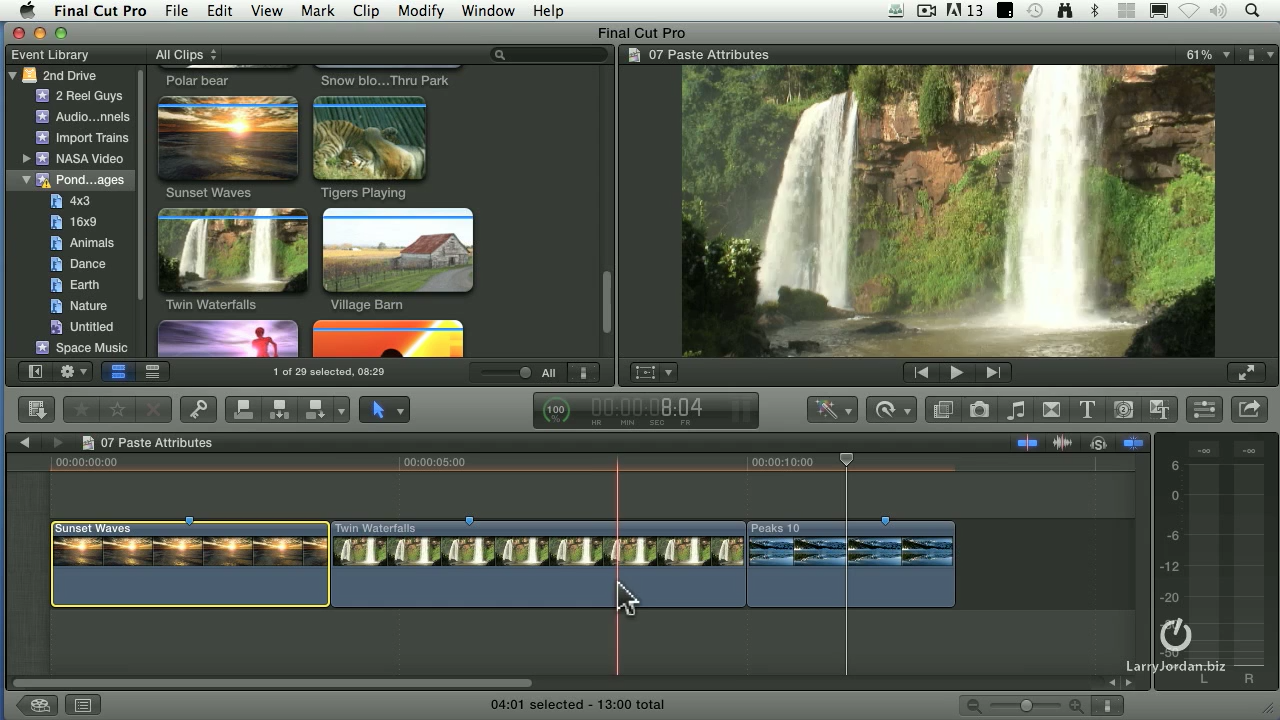 Final Cut Pro File Edit View Mark Clip Modify Window Help 13
Final Cut Pro
Event Library All Clips
07 Paste Attributes 61%
2nd Drive
2 Reel Guys
Audio...nnels
Import Trains
NASA Video
Pond...ages
4x3
16x9
Animals
Dance
Earth
Nature
Untitled
Space Music
Polar bear Snow blo...Thru Park
Sunset Waves Tigers Playing
Twin Waterfalls Village Barn
1 of 29 selected, 08:29 All
100 % 00:00:08:04
HR MIN SEC FR
07 Paste Attributes
00:00:00:00 00:00:05:00 00:00:10:00
Sunset Waves Twin Waterfalls Peaks 10
-∞ -∞
6
0
-6
-12
-20
-50
LarryJordan.biz
L R
04:01 selected - 13:00 total